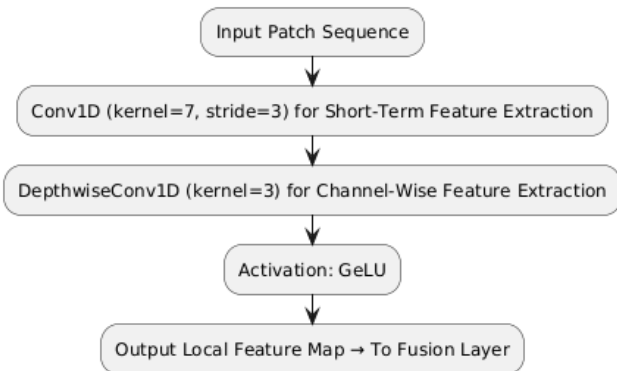 Input Patch Sequence
Conv1D (kernel=7, stride=3) for Short-Term Feature Extraction
DepthwiseConv1D (kernel=3) for Channel-Wise Feature Extraction
Activation: GeLU
Output Local Feature Map → To Fusion Layer